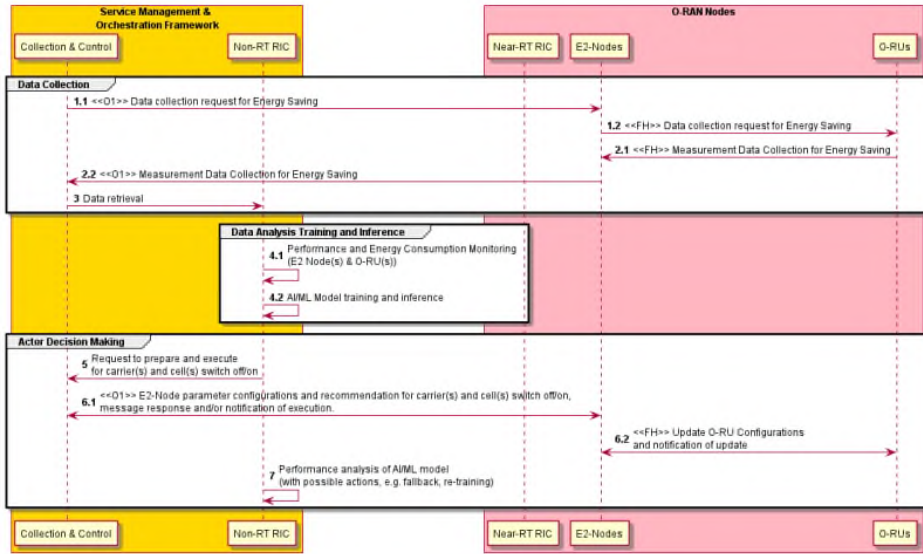 Service Management &
Orchestration Framework
O-RAN Nodes
Collection & Control
Non-RT RIC
Near-RT RIC
E2-Nodes
O-RUs
Data Collection
1.1 <<O1>> Data collection request for Energy Saving
1.2 <<FH>> Data collection request for Energy Saving
2.1 <<FH>> Measurement Data Collection for Energy Saving
2.2 <<O1>> Measurement Data Collection for Energy Saving
3 Data retrieval
Data Analysis Training and Inference
4.1 Performance and Energy Consumption Monitoring
(E2 Node(s) & O-RU(s))
4.2 AI/ML Model training and inference
Actor Decision Making
5 Request to prepare and execute
for carrier(s) and cell(s) switch off/on
6.1 <<O1>> E2-Node parameter configurations and recommendation for carrier(s) and cell(s) switch off/on,
message response and/or notification of execution.
6.2 <<FH>> Update O-RU Configurations
and notification of update
7 Performance analysis of AI/ML model
(with possible actions, e.g. fallback, re-training)
Collection & Control
Non-RT RIC
Near-RT RIC
E2-Nodes
O-RUs